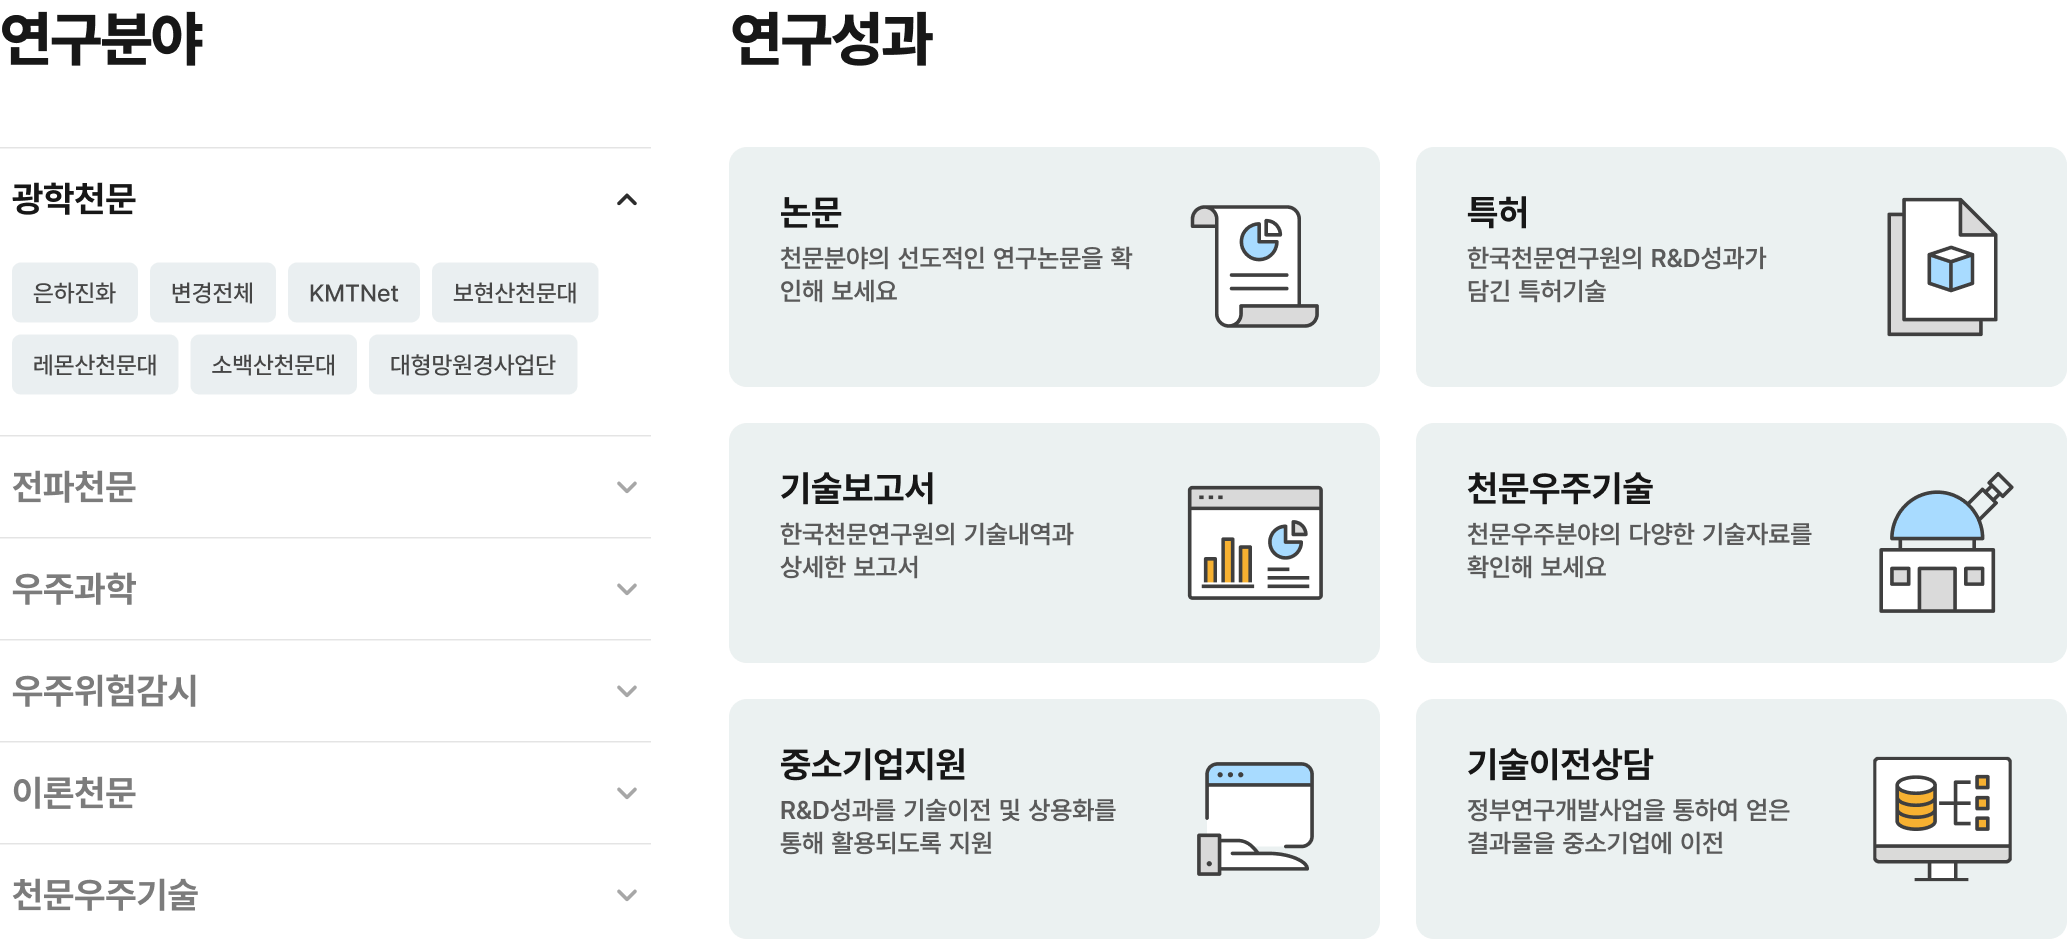 연구분야
광학천문
은하진화 변경전체 KMTNet 보현산천문대
레몬산천문대 소백산천문대 대형망원경사업단
전파천문
우주과학
우주위험감시
이론천문
천문우주기술
연구성과
논문
천문분야의 선도적인 연구논문을 확
인해 보세요
특허
한국천문연구원의 R&D성과가
담긴 특허기술
기술보고서
한국천문연구원의 기술내역과
상세한 보고서
천문우주기술
천문우주분야의 다양한 기술자료를
확인해 보세요
중소기업지원
R&D성과를 기술이전 및 상용화를
통해 활용되도록 지원
기술이전상담
정부연구개발사업을 통하여 얻은
결과물을 중소기업에 이전